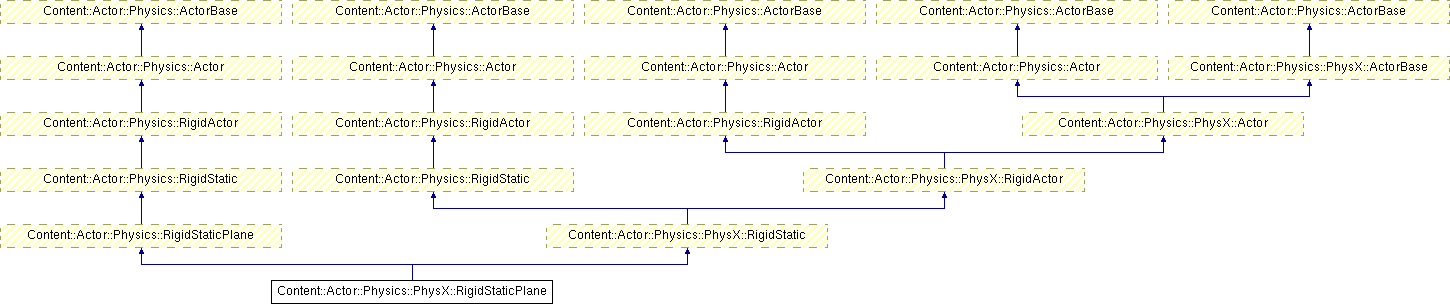 Content::Actor::Physics::ActorBase
Content::Actor::Physics::ActorBase
Content::Actor::Physics::ActorBase
Content::Actor::Physics::ActorBase
Content::Actor::Physics::ActorBase
Content::Actor::Physics::Actor
Content::Actor::Physics::Actor
Content::Actor::Physics::Actor
Content::Actor::Physics::Actor
Content::Actor::Physics::PhysX::ActorBase
Content::Actor::Physics::RigidActor
Content::Actor::Physics::RigidActor
Content::Actor::Physics::RigidActor
Content::Actor::Physics::PhysX::Actor
Content::Actor::Physics::RigidStatic
Content::Actor::Physics::RigidStatic
Content::Actor::Physics::PhysX::RigidActor
Content::Actor::Physics::RigidStaticPlane
Content::Actor::Physics::PhysX::RigidStatic
Content::Actor::Physics::PhysX::RigidStaticPlane